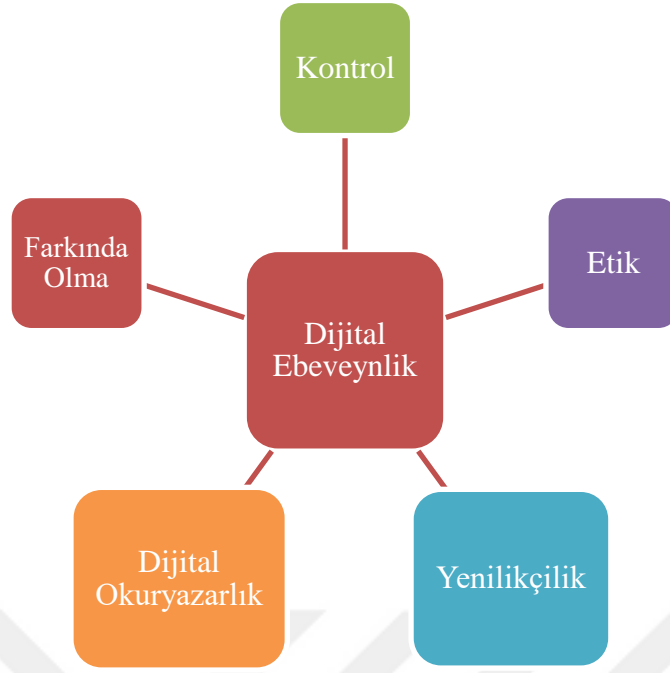 Kontrol
Farkında
Olma
Etik
Dijital
Ebeveynlik
Dijital
Okuryazarlık
Yenilikçilik